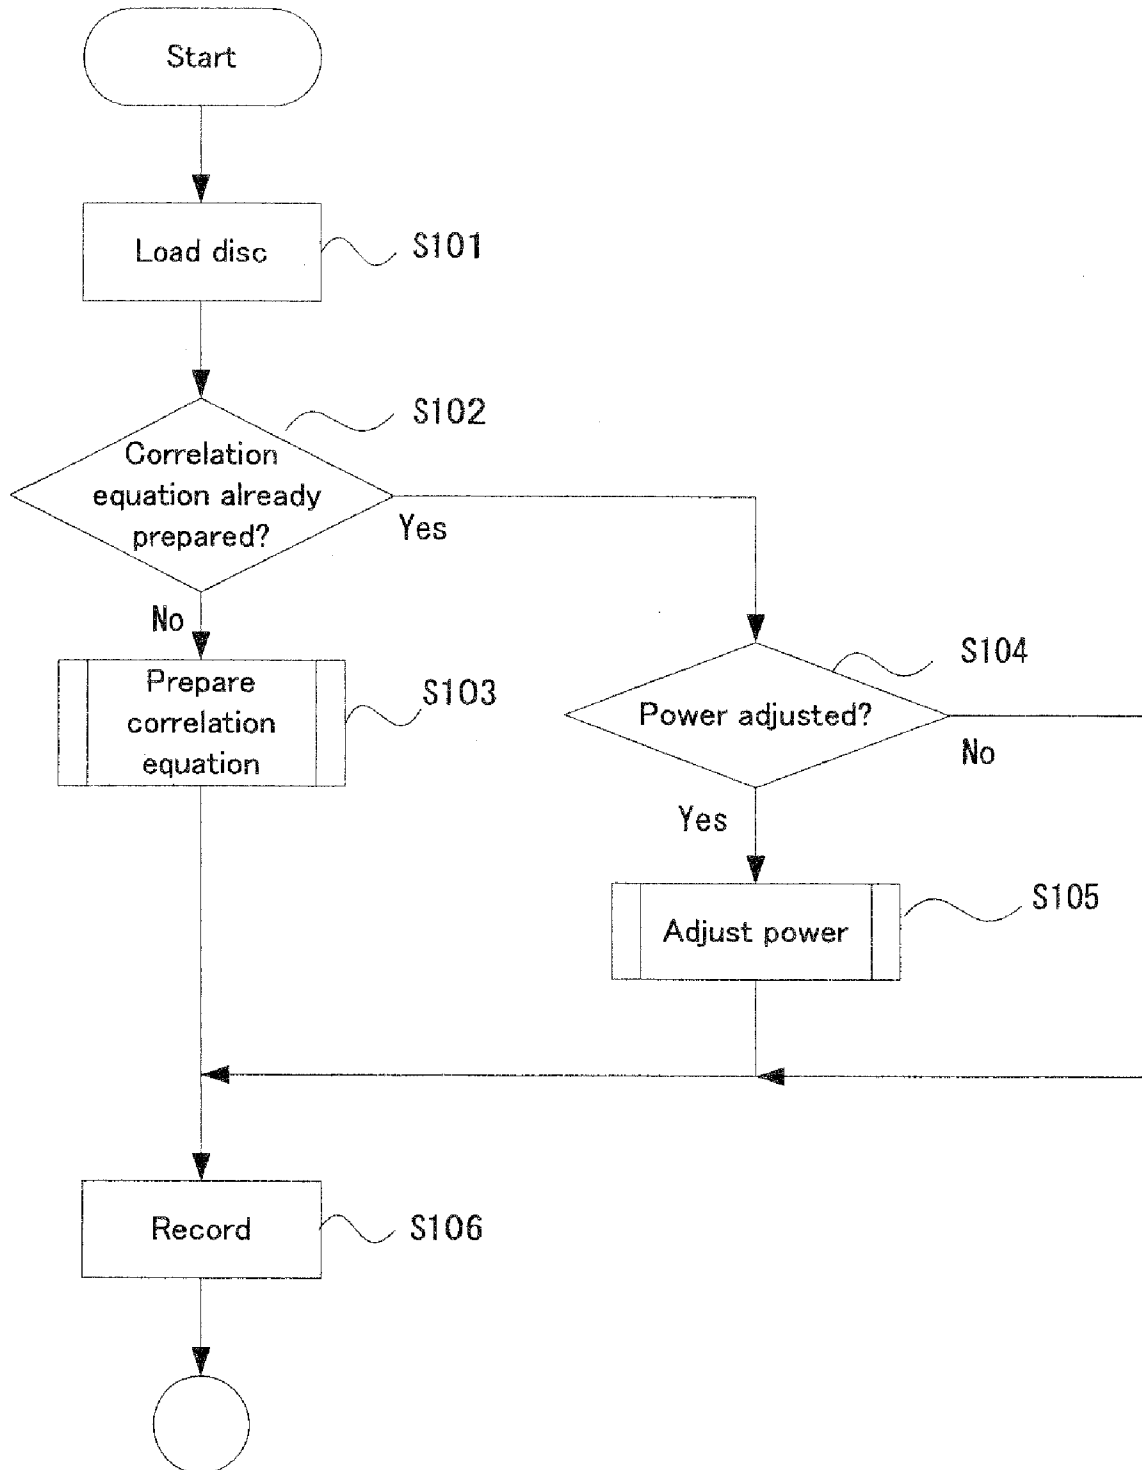 Start
Load disc
S101
S102
Correlation
equation already
prepared?
Yes
No
S103
Prepare
correlation
equation
S104
Power adjusted?
No
Yes
S105
Adjust power
Record
S106